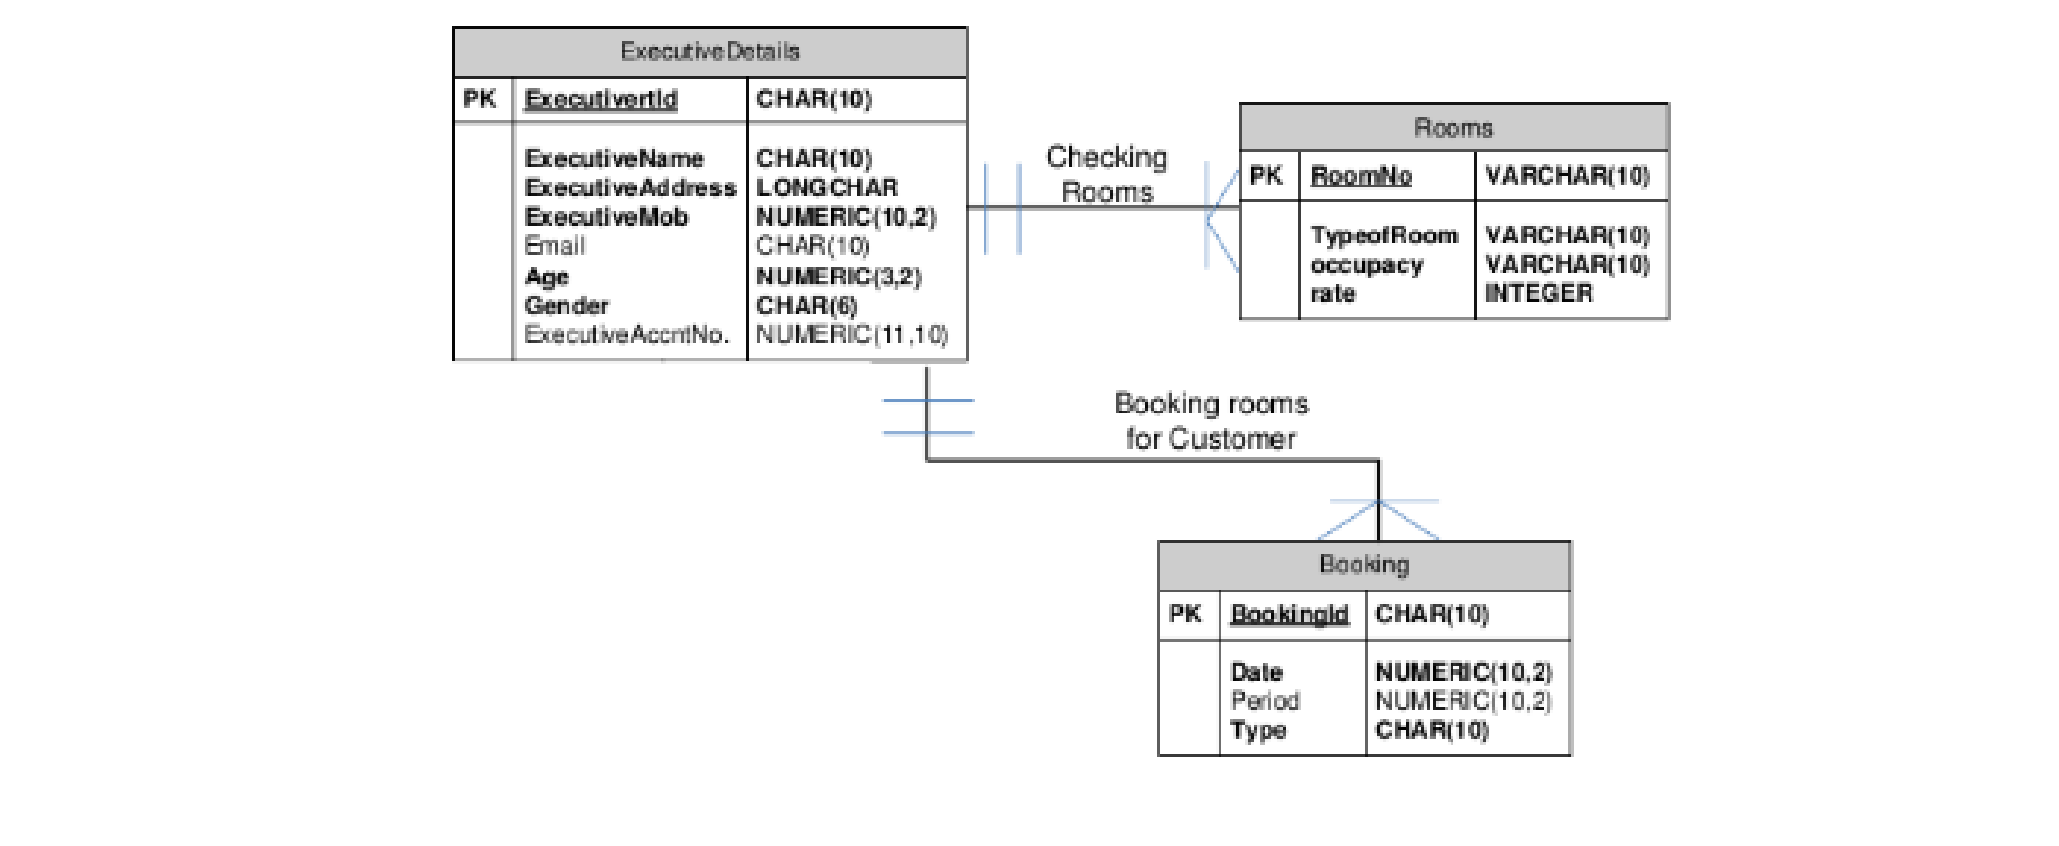 ExecutiveDetails
PK ExecutivertId CHAR(10)
ExecutiveName CHAR(10)
ExecutiveAddress LONGCHAR
ExecutiveMob NUMERIC(10,2)
Email CHAR(10)
Age NUMERIC(3,2)
Gender CHAR(6)
ExecutiveAccntNo. NUMERIC(11,10)
Checking
Rooms
Rooms
PK RoomNo VARCHAR(10)
TypeofRoom VARCHAR(10)
occupacy VARCHAR(10)
rate INTEGER
Booking rooms
for Customer
Booking
PK BookingId CHAR(10)
Date NUMERIC(10,2)
Period NUMERIC(10,2)
Type CHAR(10)